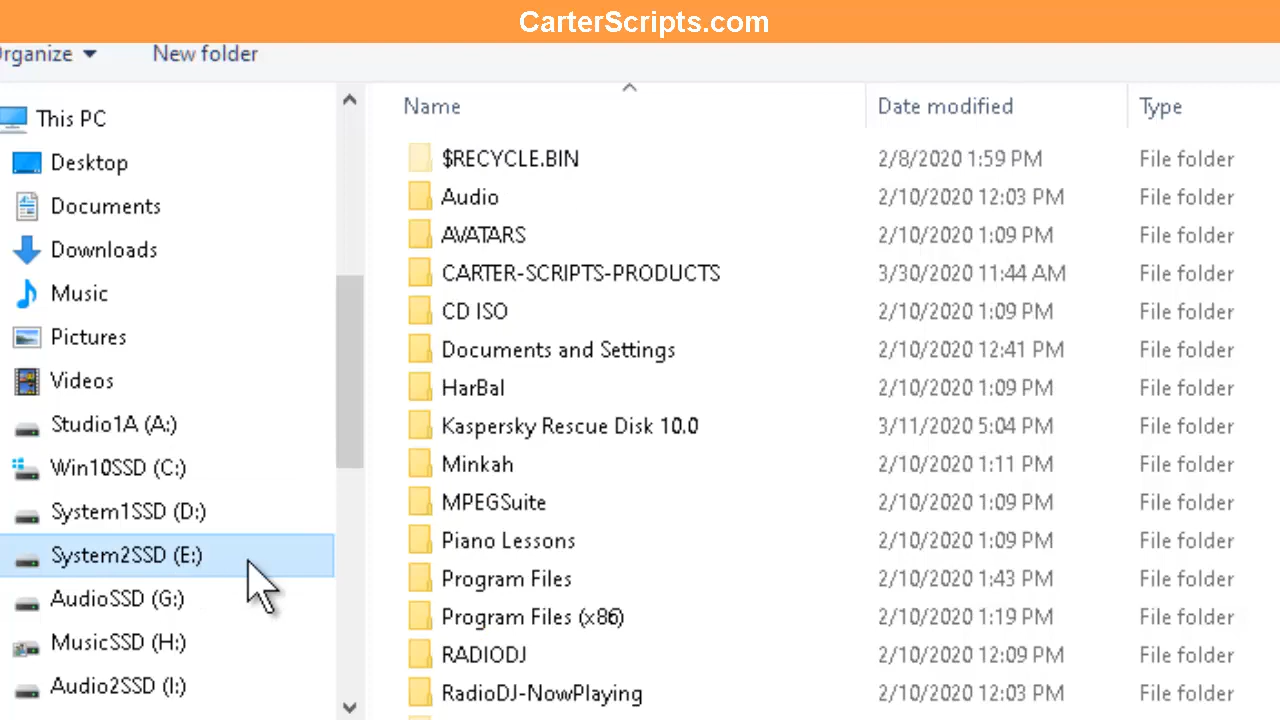 CarterScripts.com
Organize New folder
This PC
Desktop
Documents
Downloads
Music
Pictures
Videos
Studio1A (A:)
Win10SSD (C:)
System1SSD (D:)
System2SSD (E:)
AudioSSD (G:)
MusicSSD (H:)
Audio2SSD (I:)
Name Date modified Type
$RECYCLE.BIN 2/8/2020 1:59 PM File folder
Audio 2/10/2020 12:03 PM File folder
AVATARS 2/10/2020 1:09 PM File folder
CARTER-SCRIPTS-PRODUCTS 3/30/2020 11:44 AM File folder
CD ISO 2/10/2020 1:09 PM File folder
Documents and Settings 2/10/2020 12:41 PM File folder
HarBal 2/10/2020 1:09 PM File folder
Kaspersky Rescue Disk 10.0 3/11/2020 5:04 PM File folder
Minkah 2/10/2020 1:11 PM File folder
MPEGSuite 2/10/2020 1:09 PM File folder
Piano Lessons 2/10/2020 1:09 PM File folder
Program Files 2/10/2020 1:43 PM File folder
Program Files (x86) 2/10/2020 1:19 PM File folder
RADIODJ 2/10/2020 12:09 PM File folder
RadioDJ-NowPlaying 2/10/2020 12:03 PM File folder